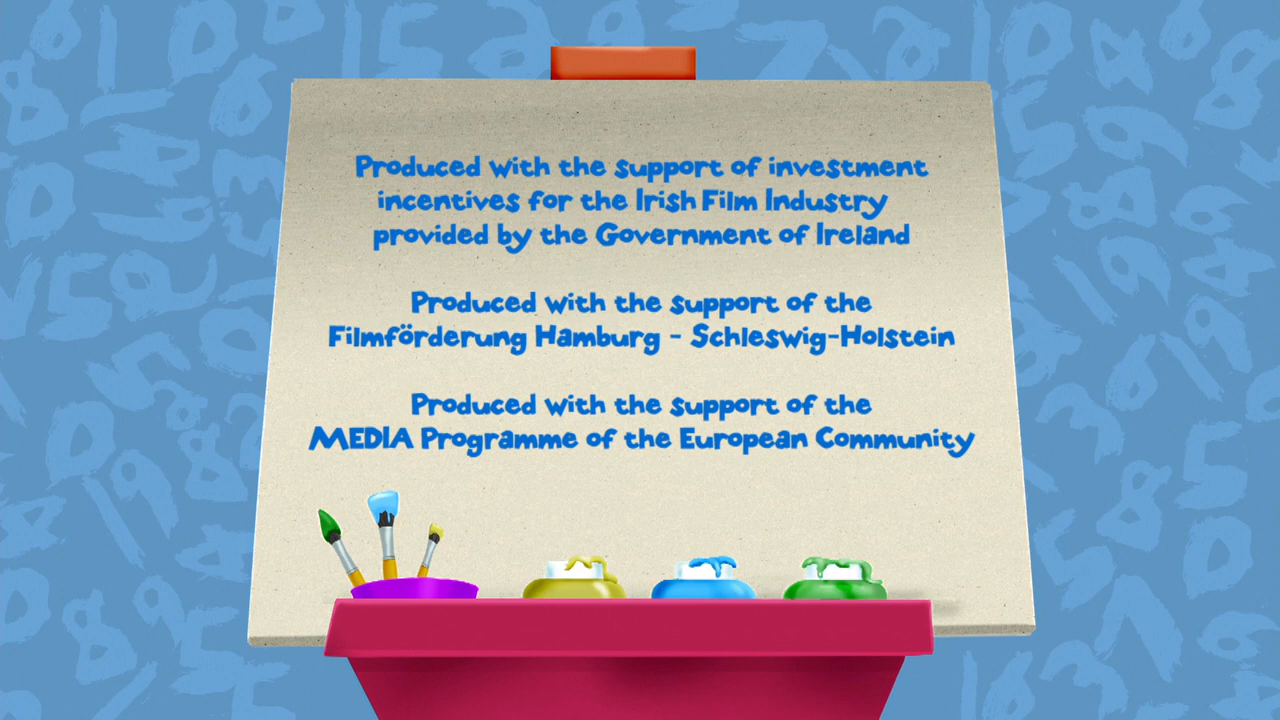 Produced with the support of investment
incentives for the Irish Film Industry
provided by the Government of Ireland
Produced with the support of the
Filmförderung Hamburg - Schleswig-Holstein
Produced with the support of the
MEDIA Programme of the European Community